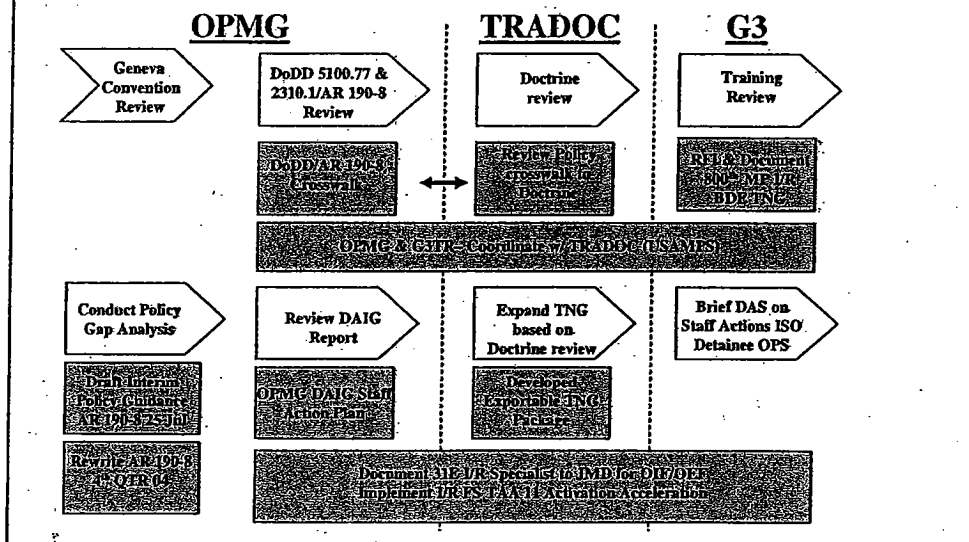 OPMG
TRADOC
G3
Geneva
Convention
Review
DoDD 5100.77 &
2310.1/AR 190-8
Review
Doctrine
review
Training
Review
DoDD/AR 190-8
Crosswalk
Review Policy
crosswalk to
Doctrine
RFI & Document
800th MP I/R
BDE TNG
OPMG & G3TR– Coordinate w/ TRADOC (USAMPS)
Conduct Policy
Gap Analysis
Review DAIG
Report
Expand TNG
based on
Doctrine review
Brief DAS on
Staff Actions ISO
Detainee OPS
Draft Interim
Policy Guidance
AR 190-8 25 Jul
OPMG DAIG Staff
Action Plan
Developed
Exportable TNG
Package
Rewrite AR 190-8
4th QTR 04
Document 31E I/R Specialist to JMD for OIF/OEF
Implement I/R FS TAA 11 Activation Acceleration